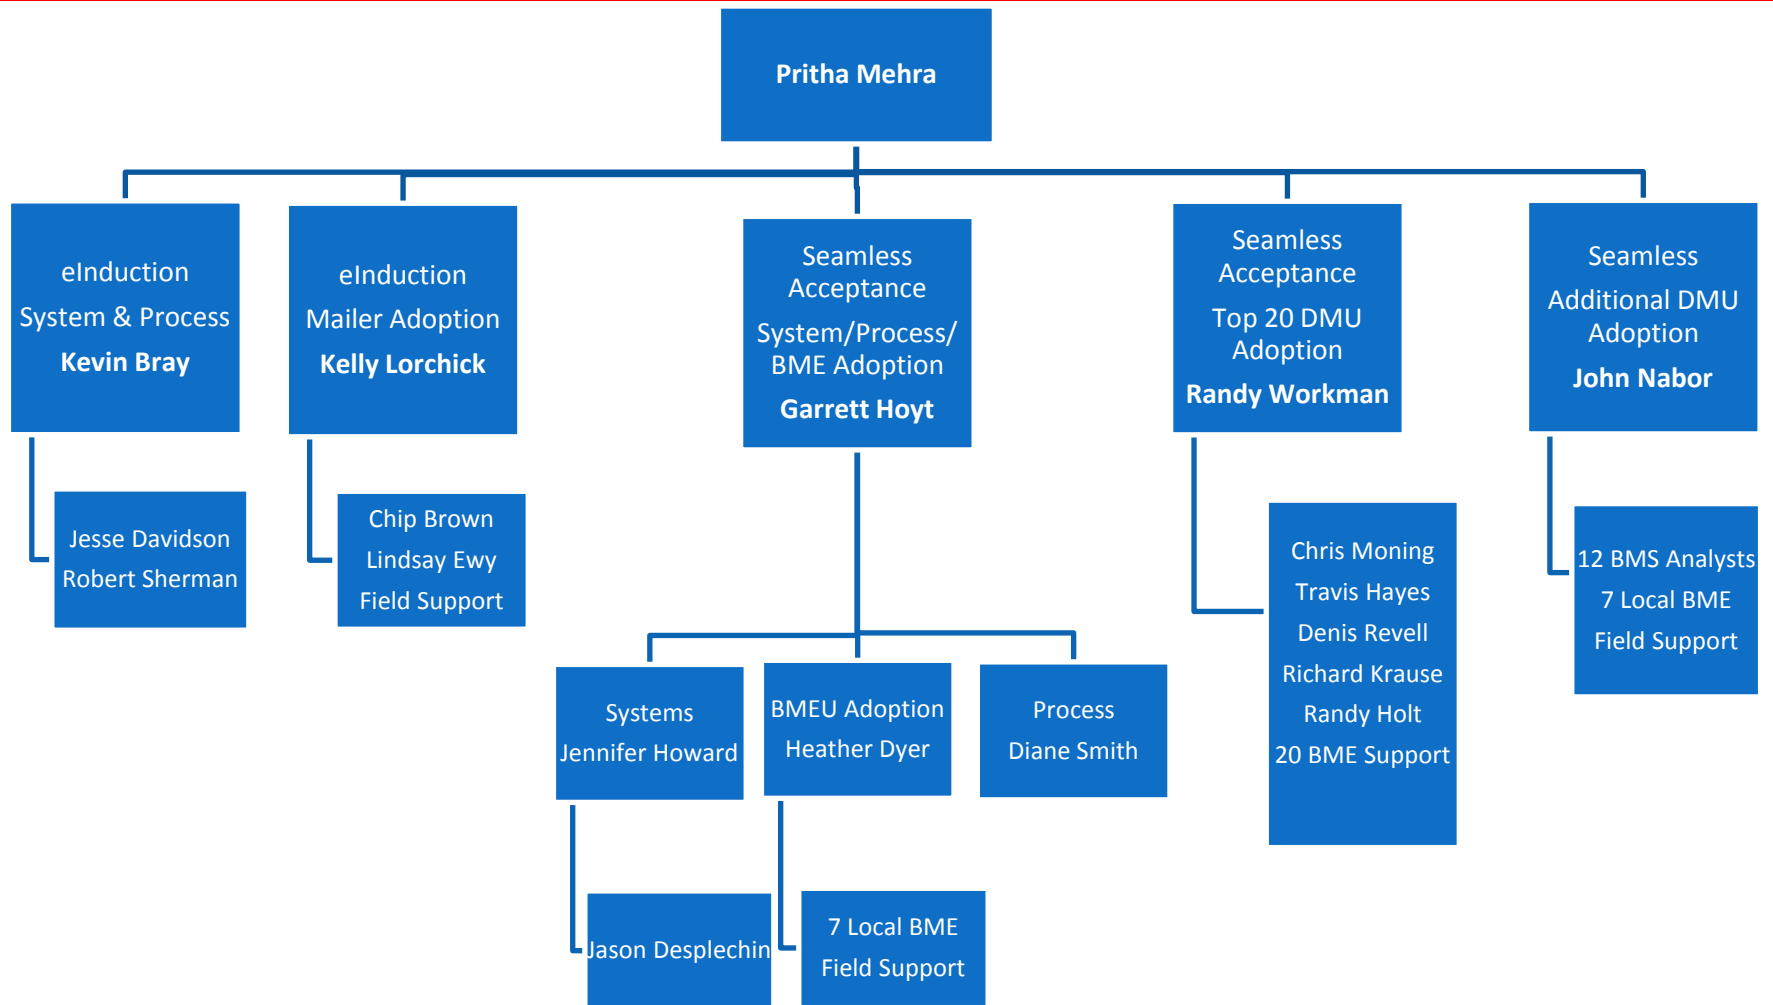 Pritha Mehra
eInduction
System & Process
Kevin Bray
eInduction
Mailer Adoption
Kelly Lorchick
Seamless
Acceptance
System/Process/
BME Adoption
Garrett Hoyt
Seamless
Acceptance
Top 20 DMU
Adoption
Randy Workman
Seamless
Additional DMU
Adoption
John Nabor
Jesse Davidson
Robert Sherman
Chip Brown
Lindsay Ewy
Field Support
Chris Moning
Travis Hayes
Denis Revell
Richard Krause
Randy Holt
20 BME Support
12 BMS Analysts
7 Local BME
Field Support
Systems
Jennifer Howard
BMEU Adoption
Heather Dyer
Process
Diane Smith
Jason Desplechin
7 Local BME
Field Support